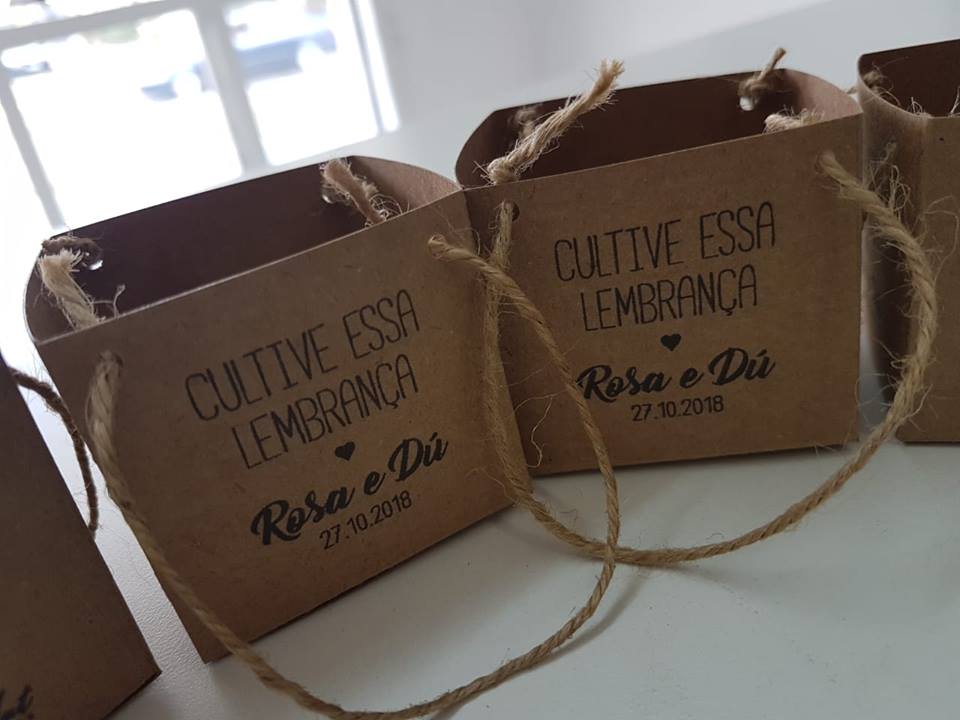 CULTIVE ESSA
LEMBRANÇA
Rosa e Dú
27.10.2018
CULTIVE ESSA
LEMBRANÇA
Rosa e Dú
27.10.2018